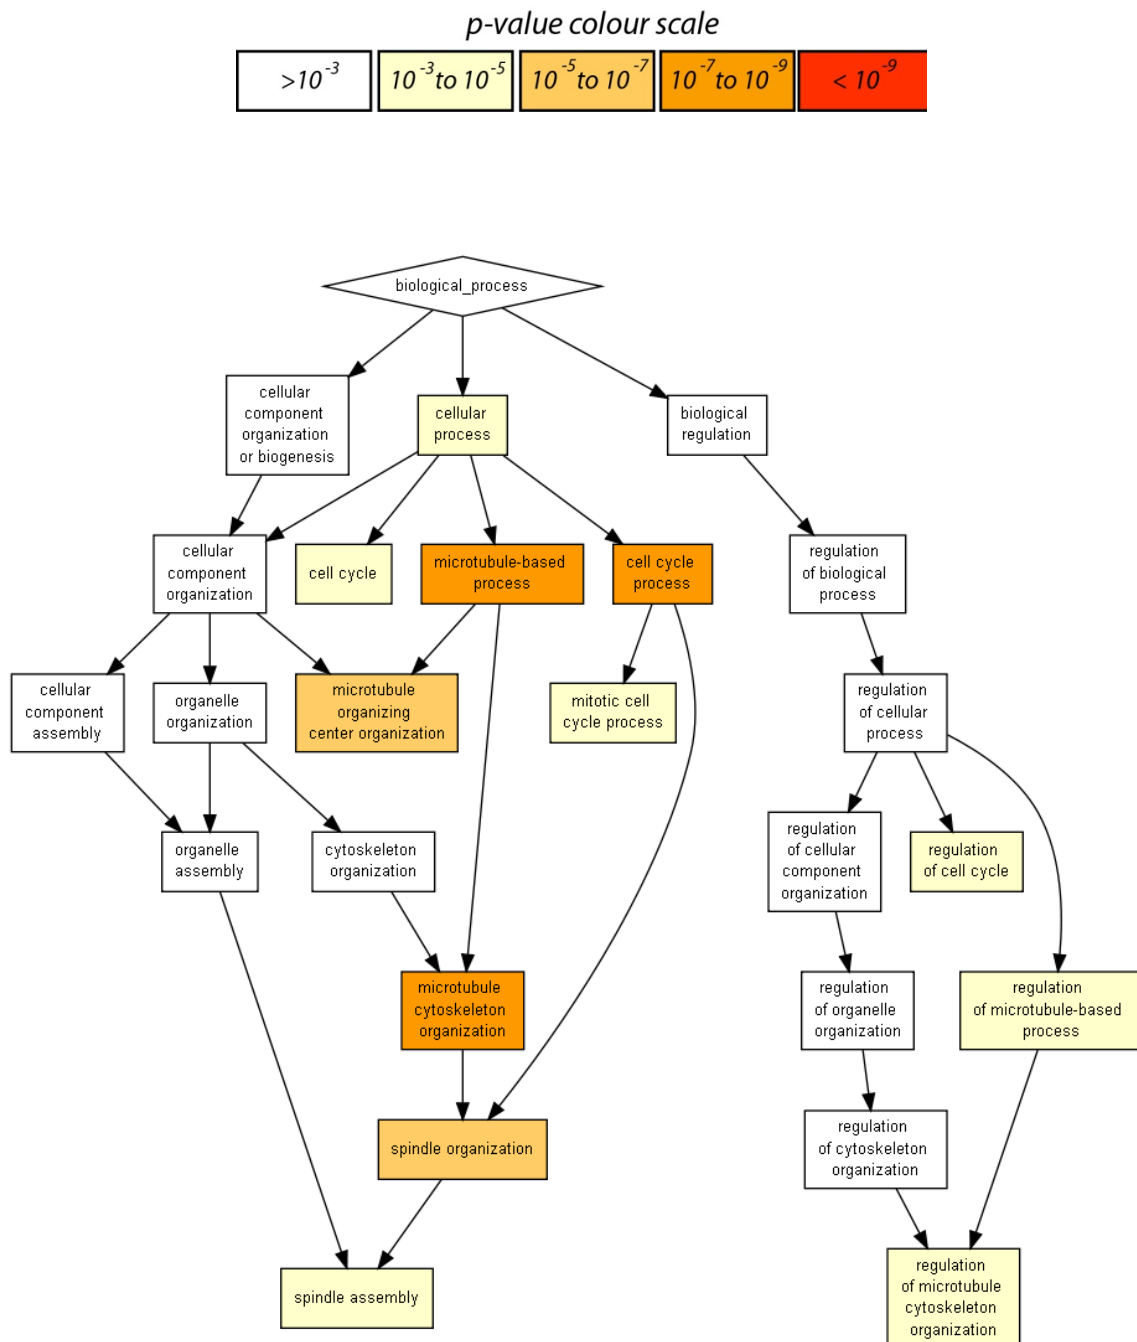 p-value colour scale
>10⁻³
10⁻³ to 10⁻⁵
10⁻⁵ to 10⁻⁷
10⁻⁷ to 10⁻⁹
< 10⁻⁹
biological_process
cellular
component
organization
or biogenesis
cellular
process
biological
regulation
cellular
component
organization
cell cycle
microtubule-based
process
cell cycle
process
regulation
of biological
process
cellular
component
assembly
organelle
organization
microtubule
organizing
center organization
mitotic cell
cycle process
regulation
of cellular
process
organelle
assembly
cytoskeleton
organization
regulation
of cellular
component
organization
regulation
of cell cycle
microtubule
cytoskeleton
organization
regulation
of organelle
organization
regulation
of microtubule-based
process
spindle organization
regulation
of cytoskeleton
organization
spindle assembly
regulation
of microtubule
cytoskeleton
organization